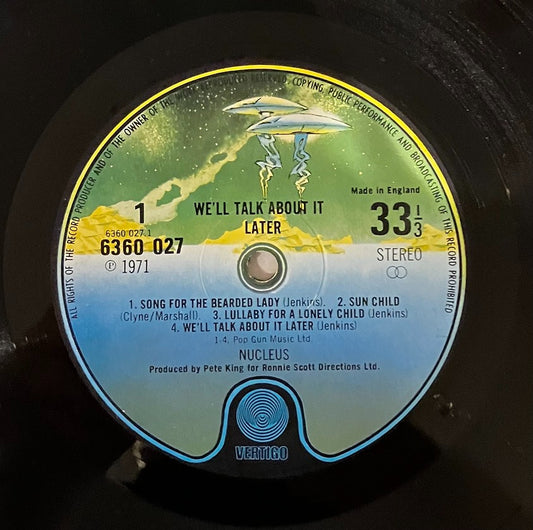 ALL RIGHTS OF THE RECORD PRODUCER AND OF THE OWNER OF THE RESERVED, COPYING, PUBLIC PERFORMANCE AND BROADCASTING OF THIS RECORD PROHIBITED
1
6360 027.1
6360 027
Ⓟ 1971
WE'LL TALK ABOUT IT
LATER
Made in England
33 1/3
STEREO
1. SONG FOR THE BEARDED LADY (Jenkins). 2. SUN CHILD
(Clyne/Marshall). 3. LULLABY FOR A LONELY CHILD (Jenkins)
4. WE'LL TALK ABOUT IT LATER (Jenkins)
1-4. Pop Gun Music Ltd.
NUCLEUS
Produced by Pete King for Ronnie Scott Directions Ltd.
VERTIGO